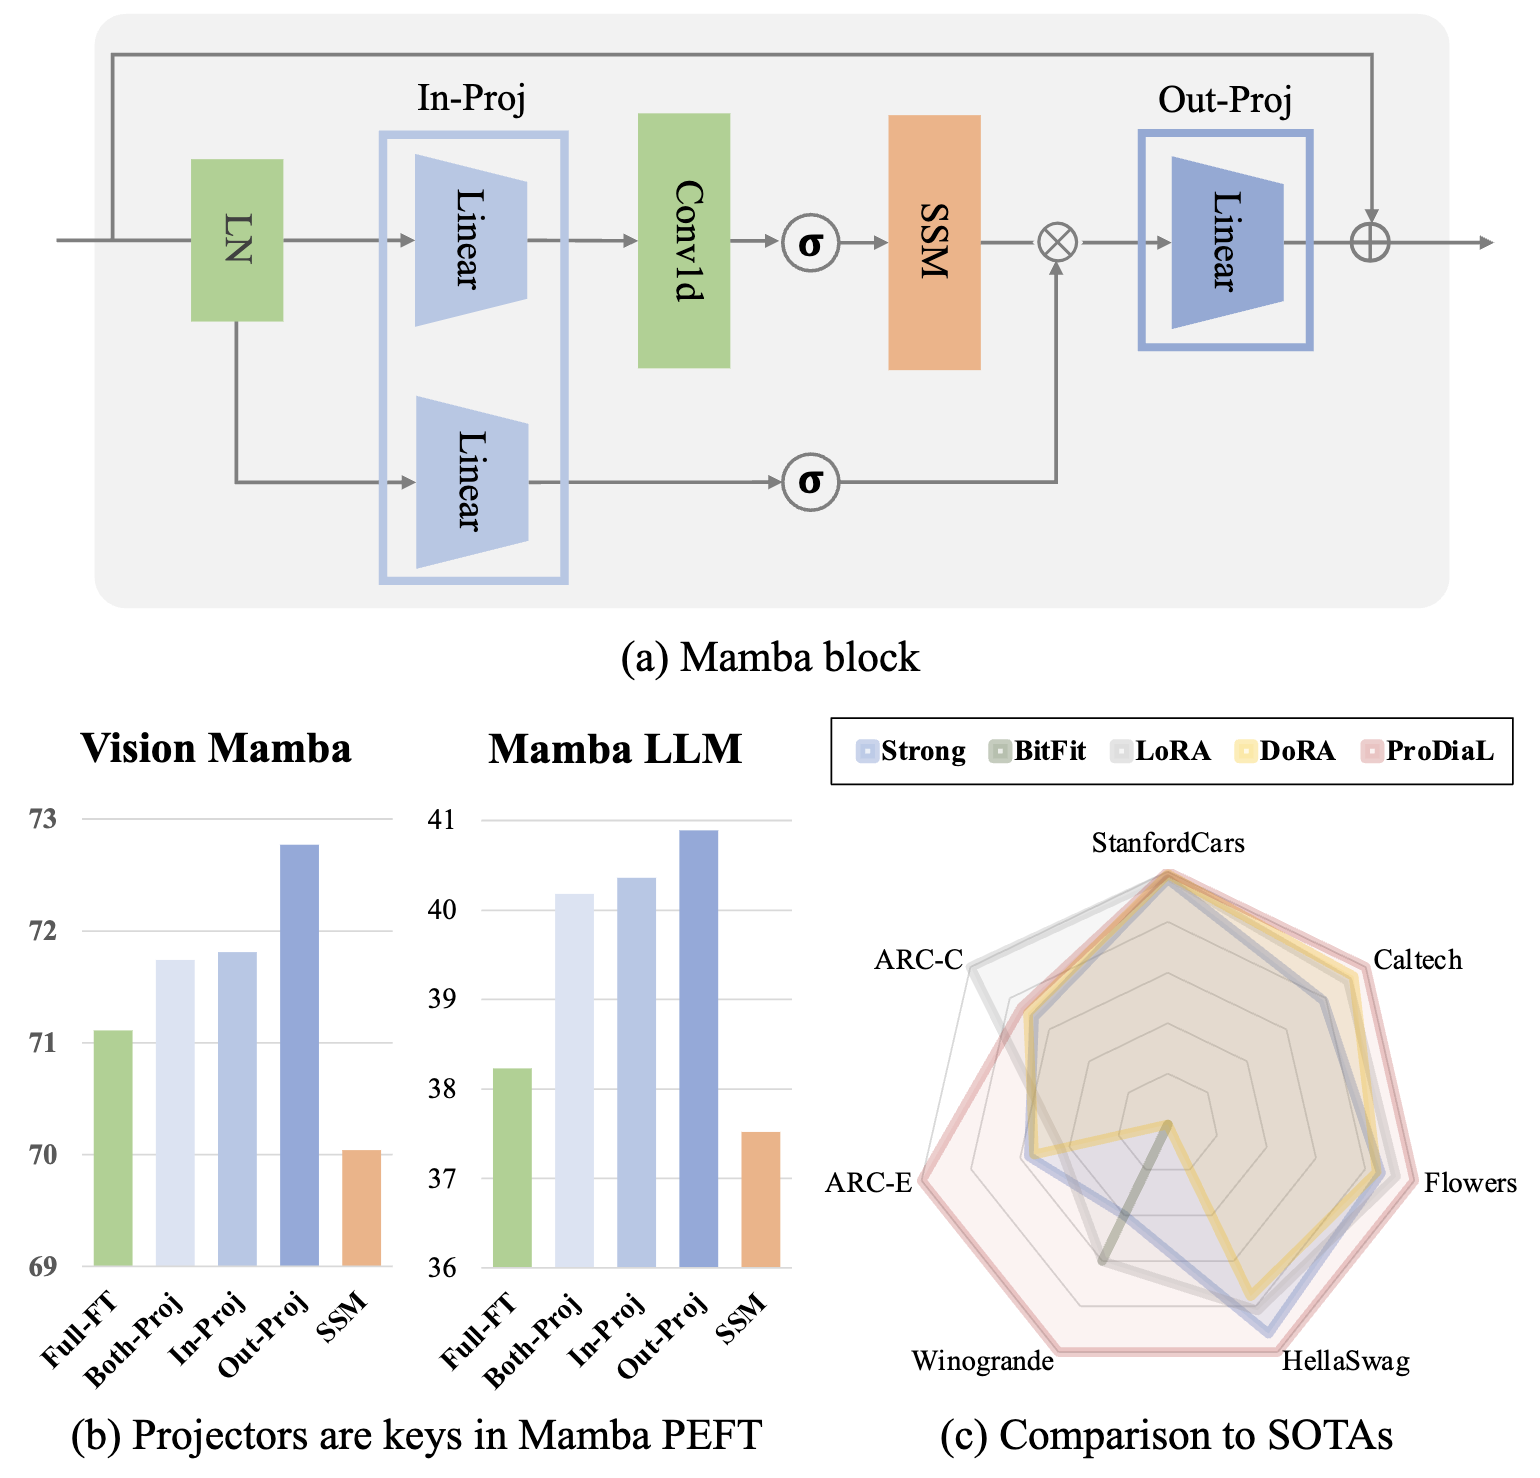 In-Proj
Out-Proj
LN
Linear
Conv1d
σ
SSM
Linear
Linear
σ
(a) Mamba block
Vision Mamba
73
72
71
70
69
Full-FT
Both-Proj
In-Proj
Out-Proj
SSM
Mamba LLM
41
40
39
38
37
36
Full-FT
Both-Proj
In-Proj
Out-Proj
SSM
(b) Projectors are keys in Mamba PEFT
Strong BitFit LoRA DoRA ProDiaL
StanfordCars
ARC-C
Caltech
ARC-E
Flowers
Winogrande
HellaSwag
(c) Comparison to SOTAs